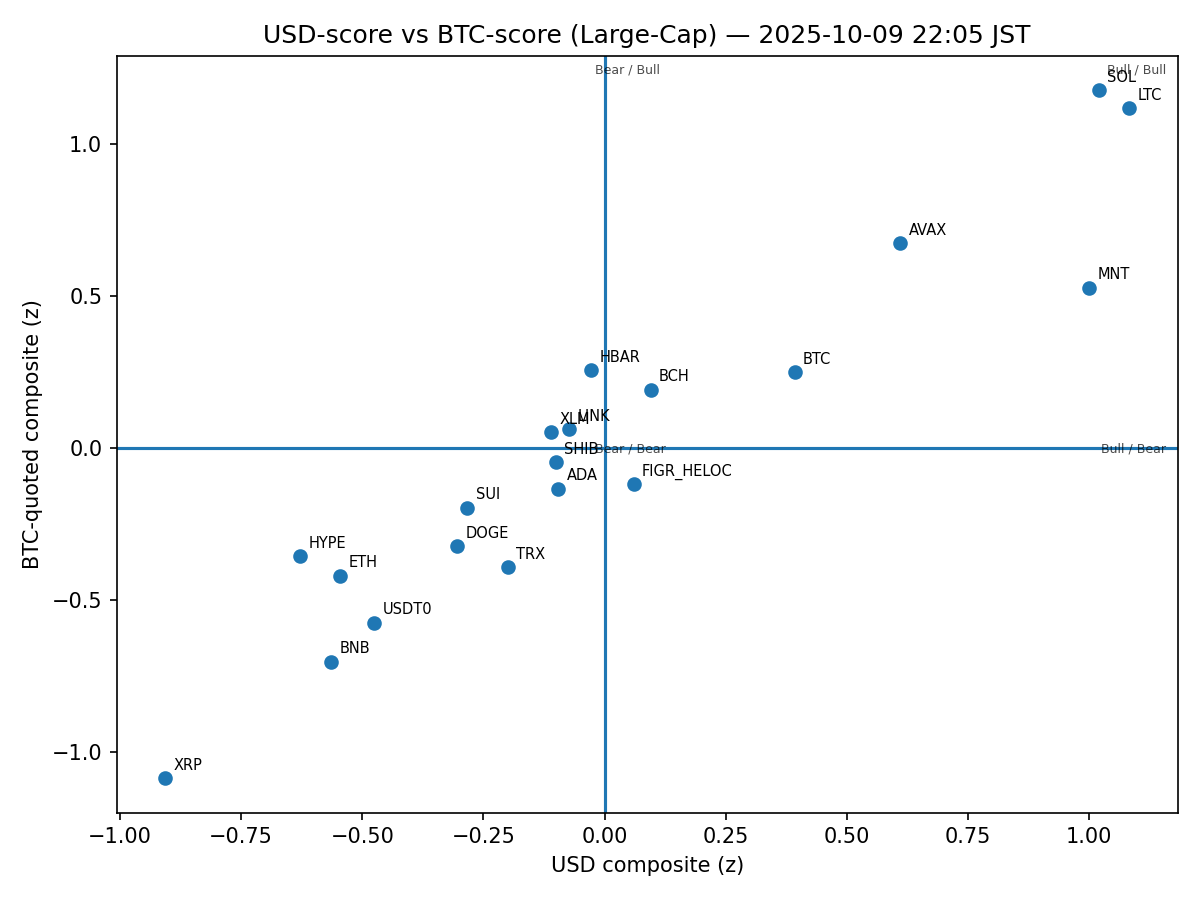 USD-score vs BTC-score (Large-Cap) — 2025-10-09 22:05 JST
Bear / Bull
Bull / Bull
SOL
LTC
AVAX
MNT
HBAR
BCH
BTC
XLM
LINK
SHIB
Bear / Bear
Bull / Bear
ADA
FIGR_HELOC
SUI
DOGE
TRX
HYPE
ETH
USDT0
BNB
XRP
1.0
0.5
0.0
−0.5
−1.0
BTC-quoted composite (z)
−1.00
−0.75
−0.50
−0.25
0.00
0.25
0.50
0.75
1.00
USD composite (z)